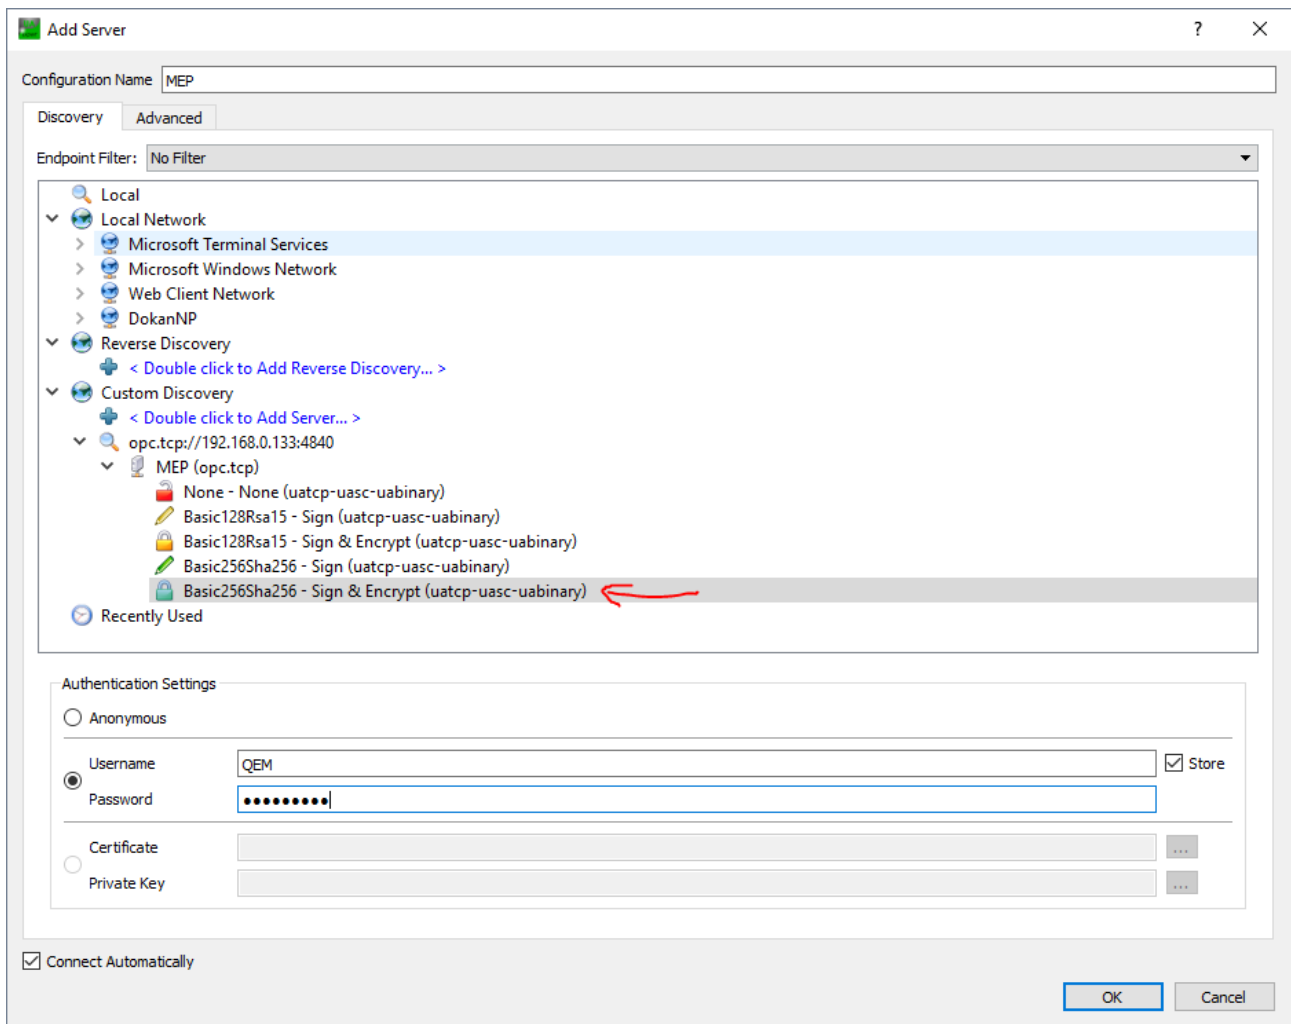 Add Server
?
Configuration Name MEP
Discovery Advanced
Endpoint Filter: No Filter
Local
Local Network
Microsoft Terminal Services
Microsoft Windows Network
Web Client Network
DokanNP
Reverse Discovery
< Double click to Add Reverse Discovery... >
Custom Discovery
< Double click to Add Server... >
opc.tcp://192.168.0.133:4840
MEP (opc.tcp)
None - None (uatcp-uasc-uabinary)
Basic128Rsa15 - Sign (uatcp-uasc-uabinary)
Basic128Rsa15 - Sign & Encrypt (uatcp-uasc-uabinary)
Basic256Sha256 - Sign (uatcp-uasc-uabinary)
Basic256Sha256 - Sign & Encrypt (uatcp-uasc-uabinary)
Recently Used
Authentication Settings
Anonymous
Username QEM Store
Password ●●●●●●●●●
Certificate ...
Private Key ...
Connect Automatically
OK Cancel